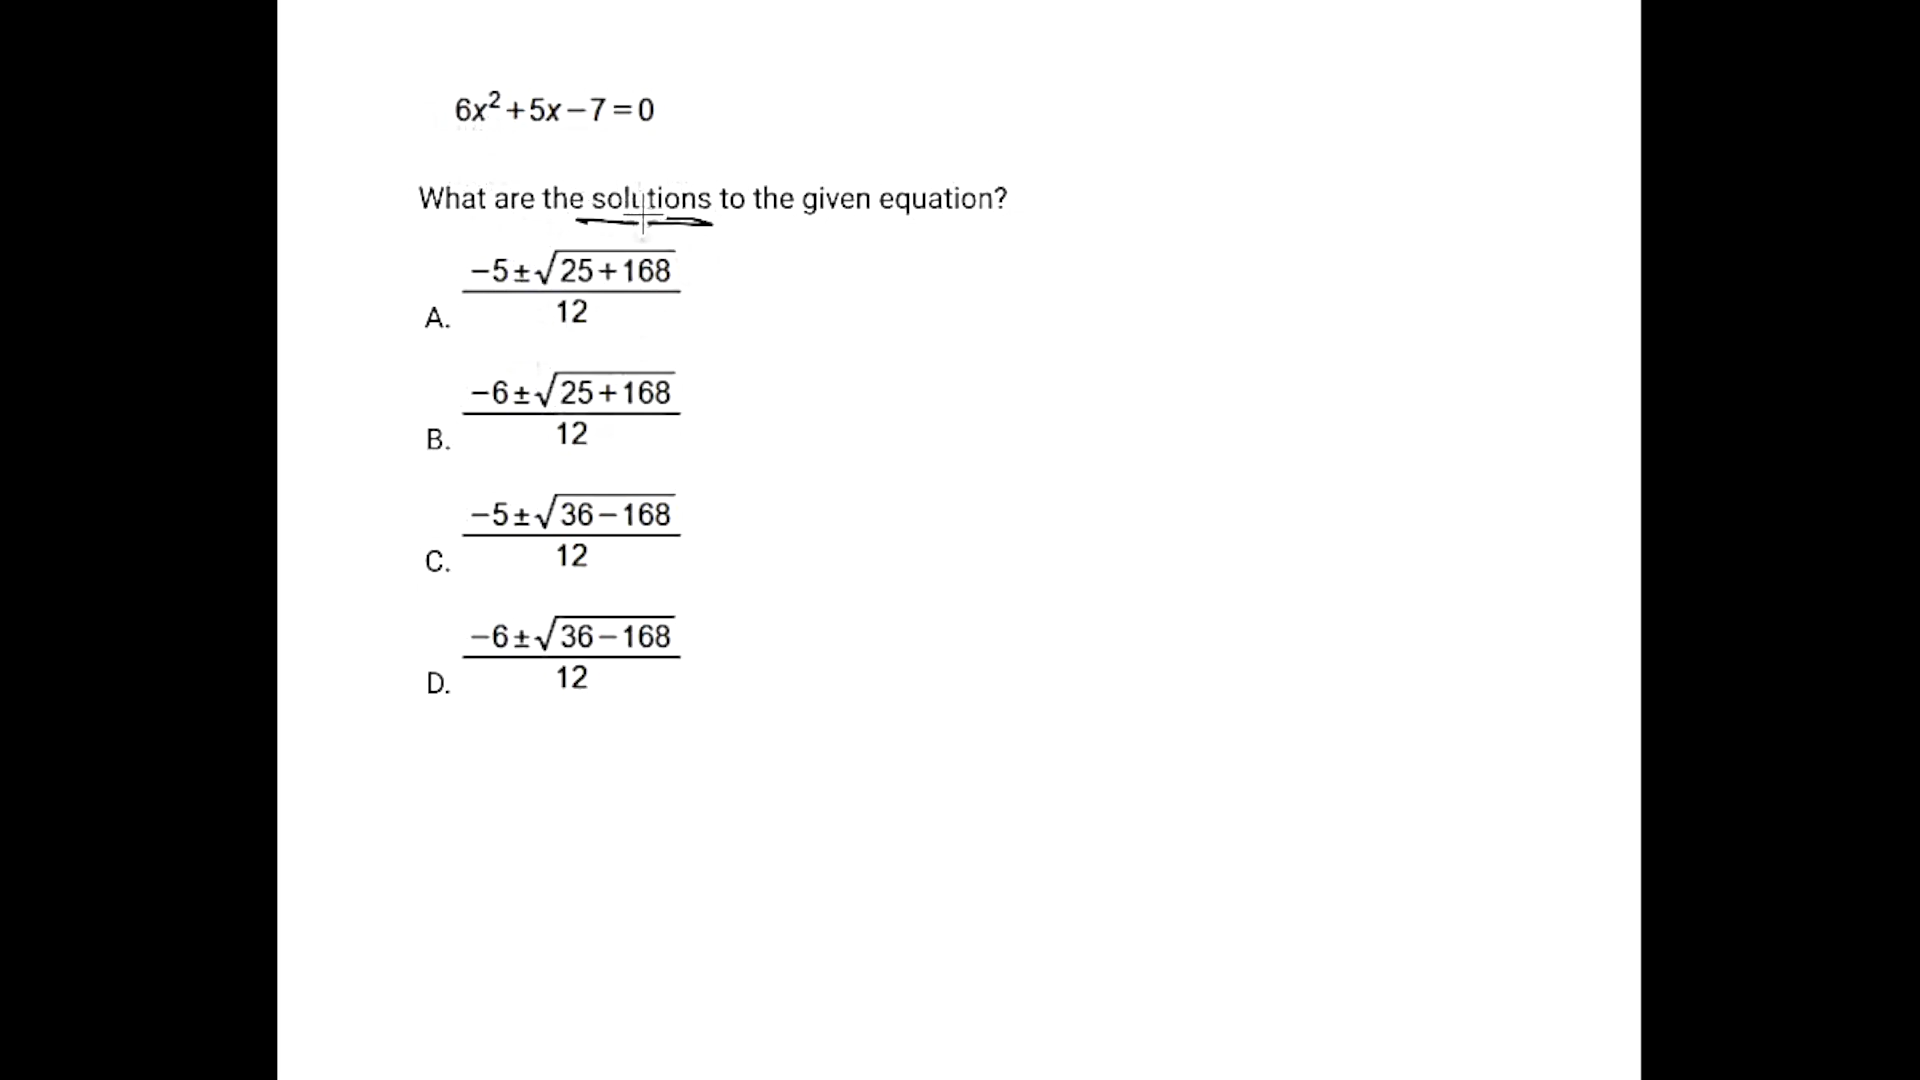 6x²+5x−7=0
What are the solutions to the given equation?
A. (−5±√(25+168))/12
B. (−6±√(25+168))/12
C. (−5±√(36−168))/12
D. (−6±√(36−168))/12